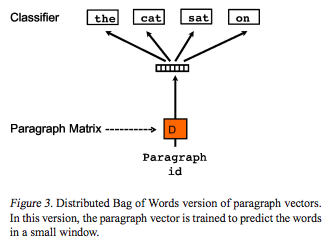 Classifier
the cat sat on
Paragraph Matrix
D
Paragraph
id
Figure 3. Distributed Bag of Words version of paragraph vectors.
In this version, the paragraph vector is trained to predict the words
in a small window.